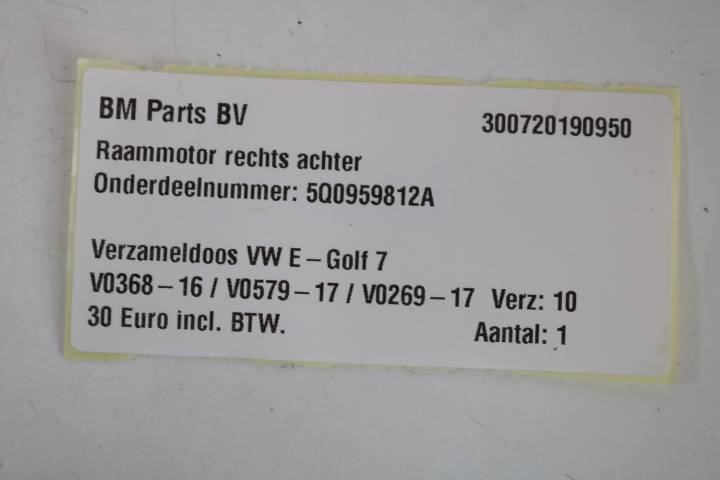 BM Parts BV 300720190950
Raammotor rechts achter
Onderdeelnummer: 5Q0959812A
Verzameldoos VW E – Golf 7
V0368 – 16 / V0579 – 17 / V0269 – 17 Verz: 10
30 Euro incl. BTW. Aantal: 1